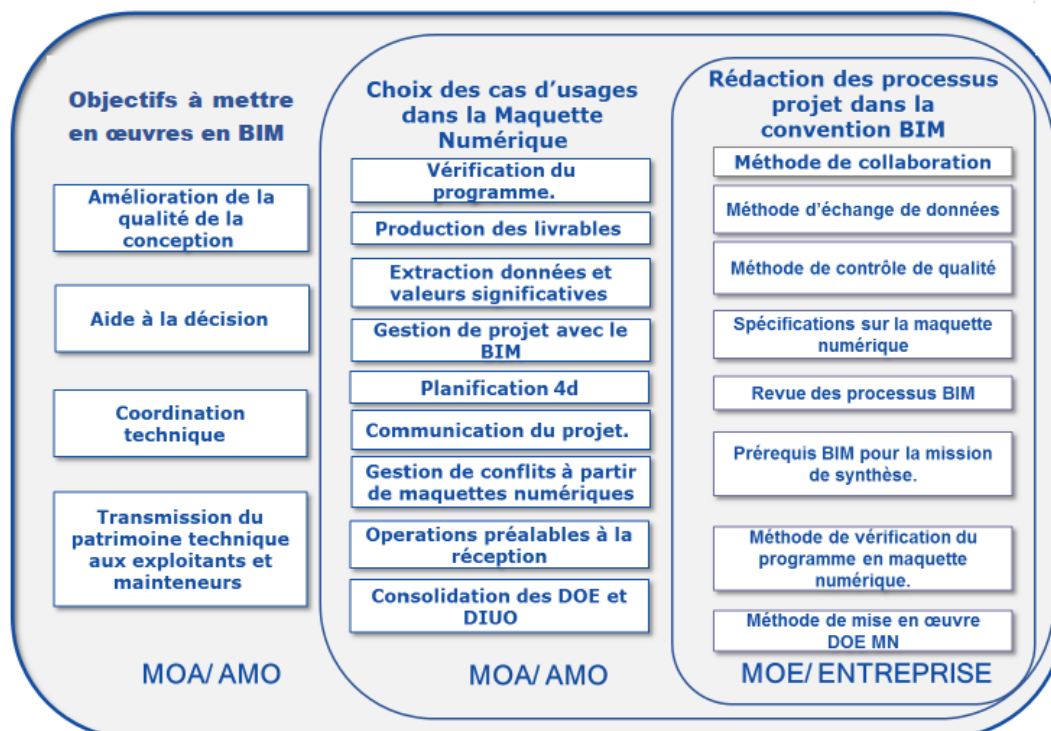 Objectifs à mettre
en œuvres en BIM
Amélioration de la
qualité de la
conception
Aide à la décision
Coordination
technique
Transmission du
patrimoine technique
aux exploitants et
mainteneurs
MOA/ AMO
Choix des cas d’usages
dans la Maquette
Numérique
Vérification du
programme.
Production des livrables
Extraction données et
valeurs significatives
Gestion de projet avec le
BIM
Planification 4d
Communication du projet.
Gestion de conflits à partir
de maquettes numériques
Operations préalables à la
réception
Consolidation des DOE et
DIUO
MOA/ AMO
Rédaction des processus
projet dans la
convention BIM
Méthode de collaboration
Méthode d’échange de données
Méthode de contrôle de qualité
Spécifications sur la maquette
numérique
Revue des processus BIM
Prérequis BIM pour la mission
de synthèse.
Méthode de vérification du
programme en maquette
numérique.
Méthode de mise en œuvre
DOE MN
MOE/ ENTREPRISE